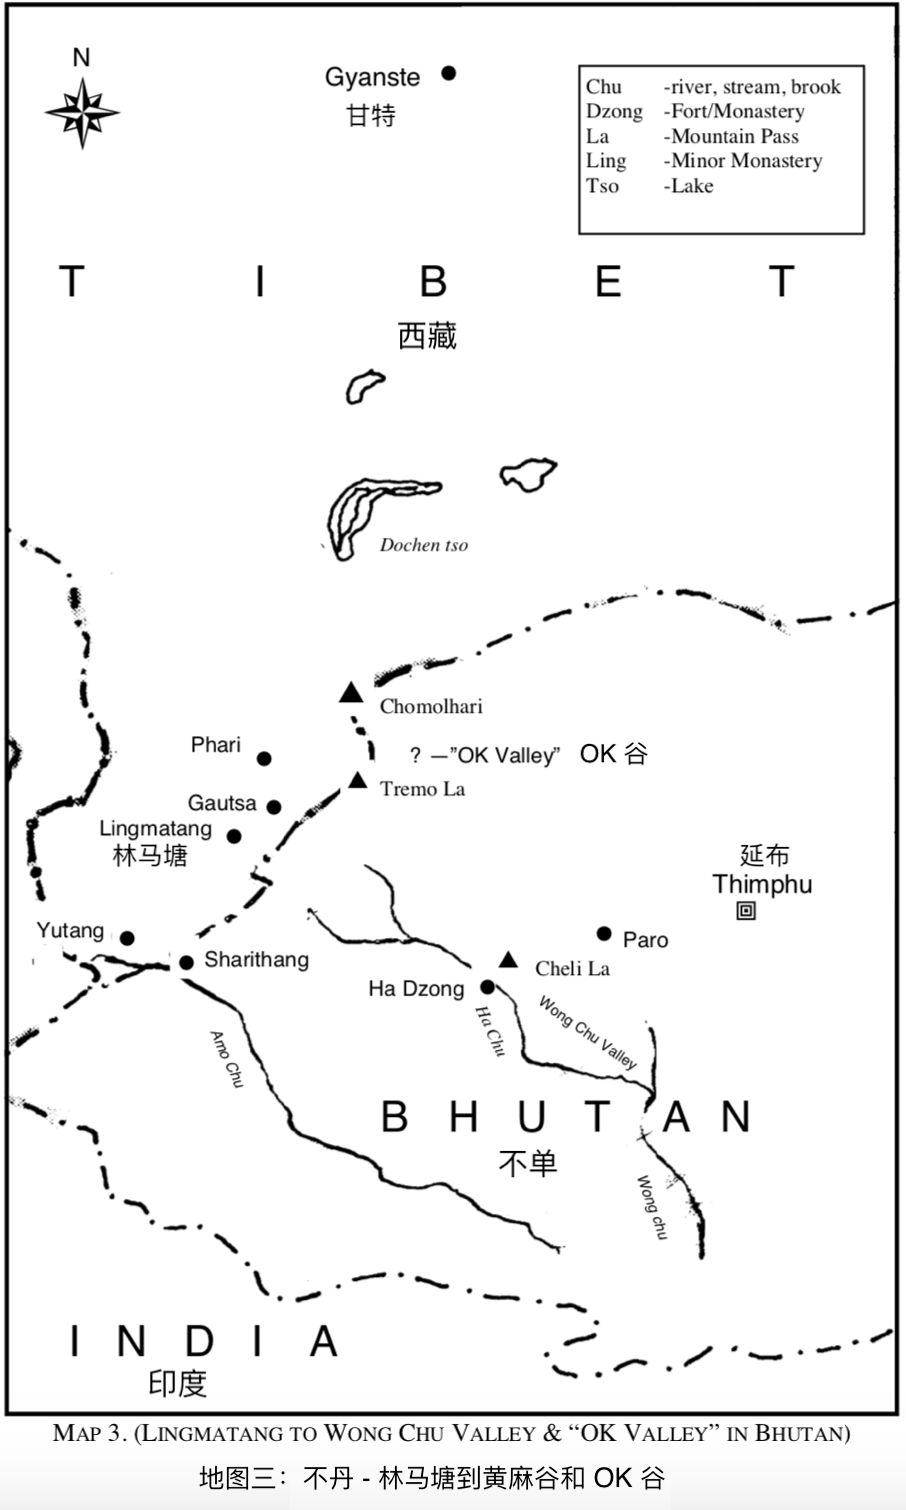 N
Gyanste
甘特
Chu -river, stream, brook
Dzong -Fort/Monastery
La -Mountain Pass
Ling -Minor Monastery
Tso -Lake
T I B E T
西藏
Dochen tso
Chomolhari
Phari
? —”OK Valley” OK 谷
Tremo La
Gautsa
Lingmatang
林马塘
延布
Thimphu
Yutang
Paro
Sharithang
Cheli La
Ha Dzong
Ha Chu
Wong Chu Valley
Amo Chu
B H U T A N
不单
Wong chu
I N D I A
印度
MAP 3. (LINGMATANG TO WONG CHU VALLEY & “OK VALLEY” IN BHUTAN)
地图三：不丹 - 林马塘到黄麻谷和 OK 谷